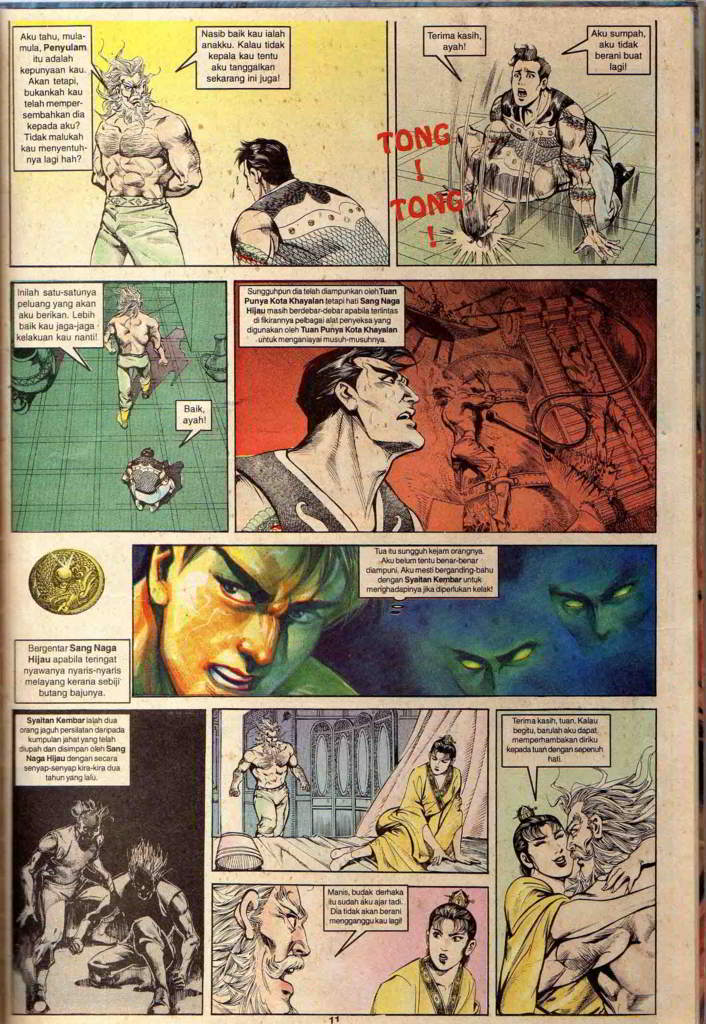 Aku tahu, mula-
mula, Penyulam
itu adalah
kepunyaan kau.
Akan tetapi,
bukankah kau
telah memper-
sembahkan dia
kepada aku?
Tidak malukah
kau menyentuh-
nya lagi hah?
Nasib baik kau ialah
anakku. Kalau tidak
kepala kau tentu
aku tanggalkan
sekarang ini juga!
Terima kasih,
ayah!
Aku sumpah,
aku tidak
berani buat
lagi!
TONG
!
TONG
!
Inilah satu-satunya
peluang yang akan
aku berikan. Lebih
baik kau jaga-jaga
kelakuan kau nanti!
Baik,
ayah!
Sungguhpun dia telah diampunkan oleh Tuan
Punya Kota Khayalan tetapi hati Sang Naga
Hijau masih berdebar-debar apabila terlintas
di fikirannya pelbagai alat penyeksa yang
digunakan oleh Tuan Punya Kota Khayalan
untuk menganiayai musuh-musuhnya.
Bergentar Sang Naga
Hijau apabila teringat
nyawanya nyaris-nyaris
melayang kerana sebiji
butang bajunya.
Tua itu sungguh kejam orangnya.
Aku belum tentu benar-benar
diampuni. Aku mesti berganding-bahu
dengan Syaitan Kembar untuk
menghadapinya jika diperlukan kelak!
Syaitan Kembar ialah dua
orang jaguh persilatan daripada
kumpulan jahat yang telah
diupah dan disimpan oleh Sang
Naga Hijau dengan secara
senyap-senyap kira-kira dua
tahun yang lalu.
Manis, budak derhaka
itu sudah aku ajar tadi.
Dia tidak akan berani
mengganggu kau lagi!
Terima kasih, tuan. Kalau
begitu, barulah aku dapat
memperhambakan diriku
kepada tuan dengan sepenuh
hati.
11